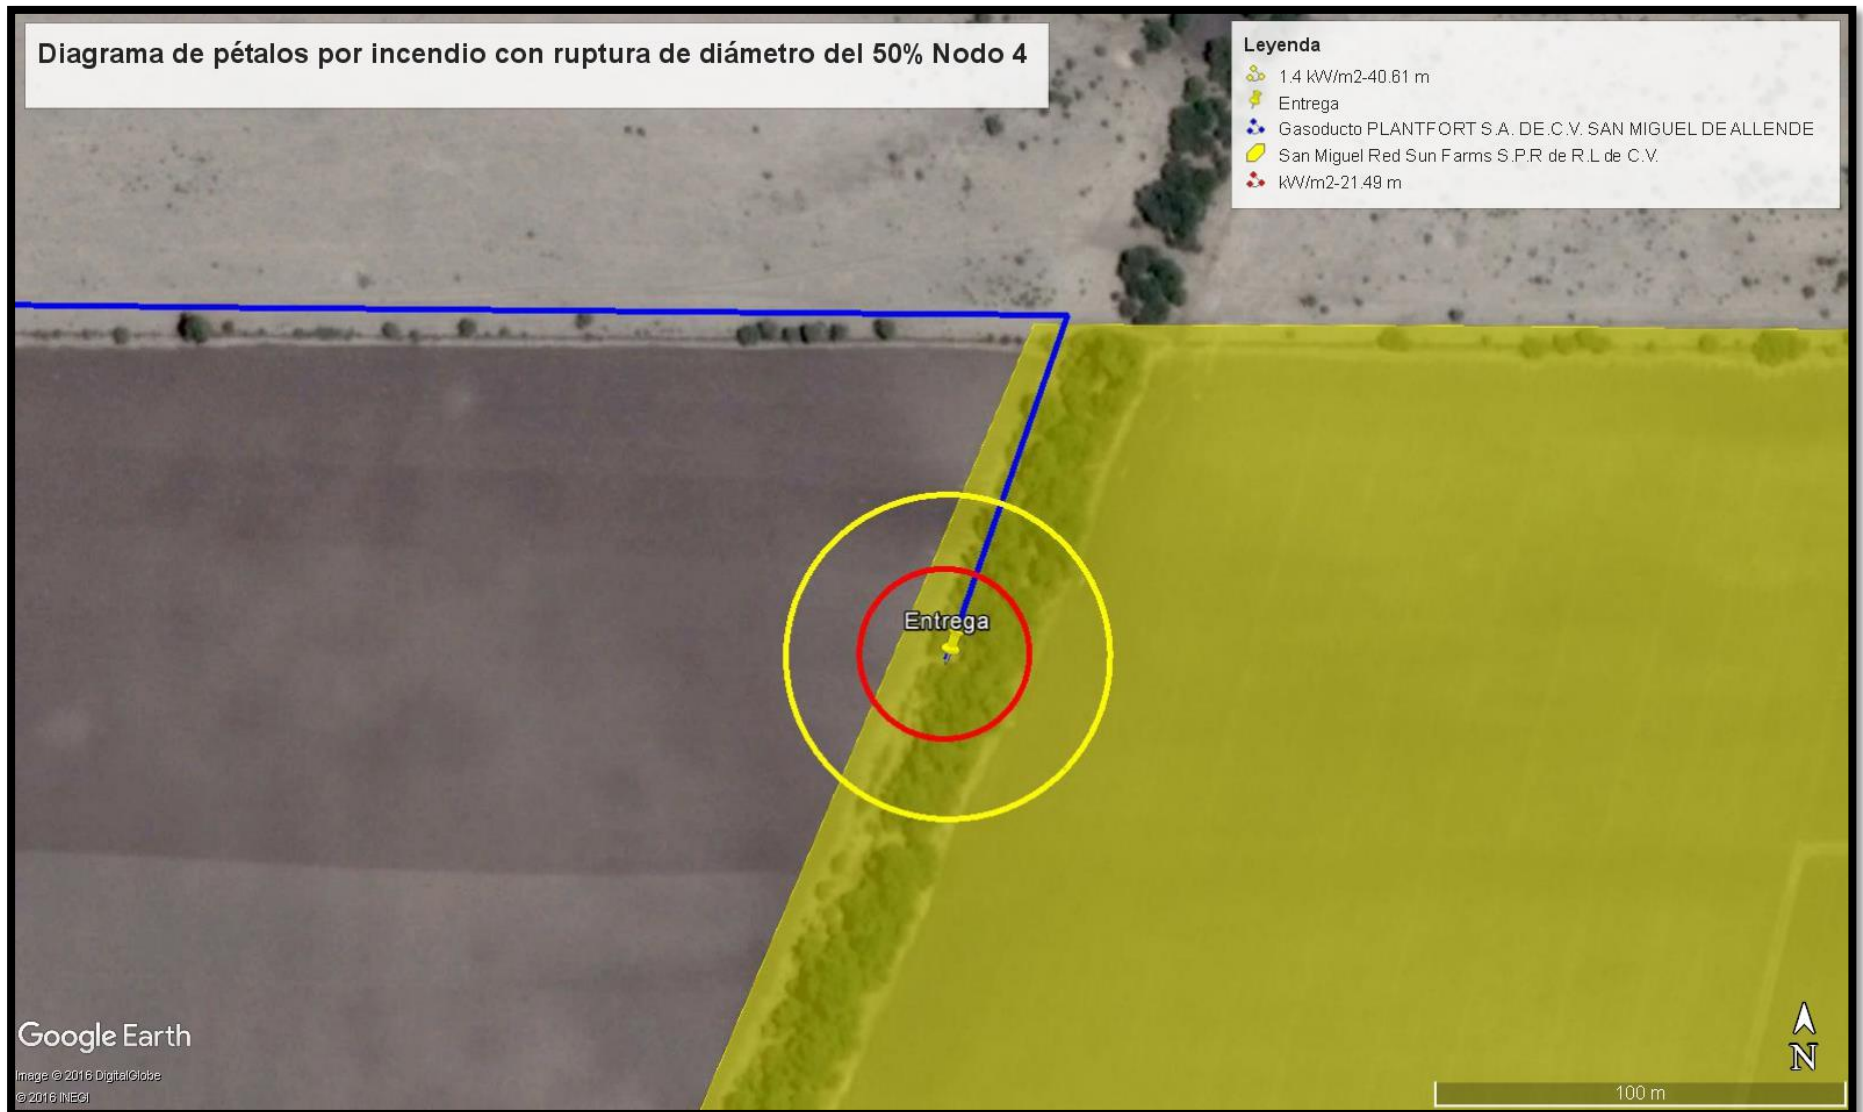 Diagrama de pétalos por incendio con ruptura de diámetro del 50% Nodo 4
Leyenda
1.4 kW/m2-40.61 m
Entrega
Gasoducto PLANTFORT S.A. DE.C.V. SAN MIGUEL DE ALLENDE
San Miguel Red Sun Farms S.P.R de R.L de C.V.
kW/m2-21.49 m
Entrega
Google Earth
Image © 2016 DigitalGlobe
© 2016 INEGI
N
100 m